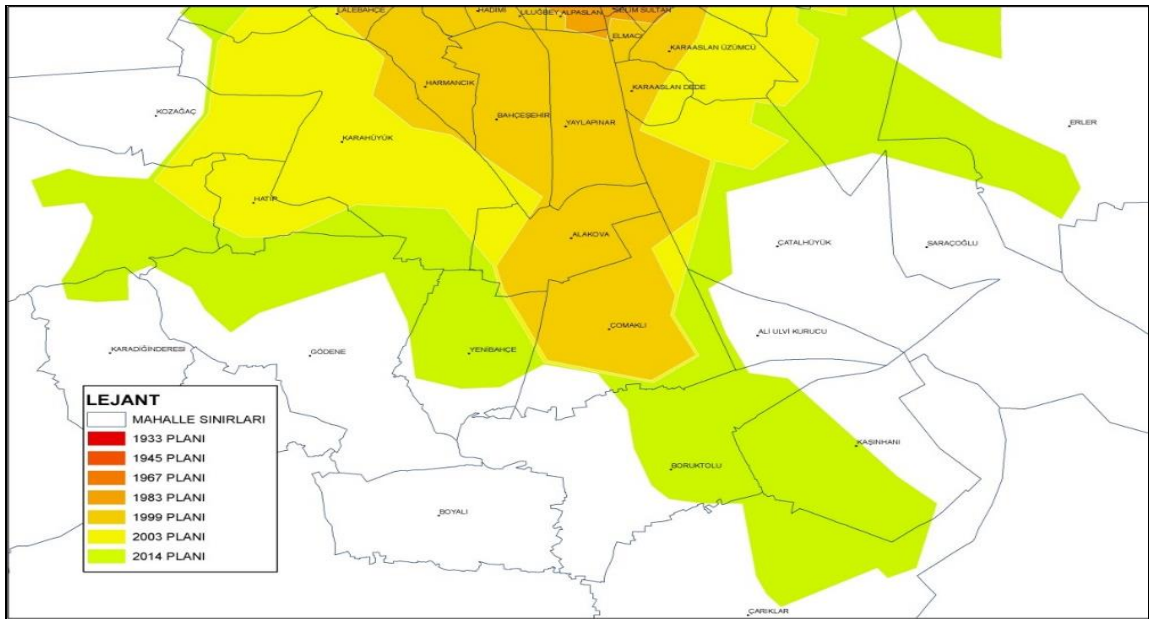 LALEBAHÇE
HADIMI
ULUĞBEY
ALPASLAN
SELIM SULTAN
ELMACI
KARAASLAN ÜZÜMCÜ
HARMANCIK
KARAASLAN DEDE
KOZAĞAÇ
BAHÇEŞEHİR
YAYLAPINAR
ERLER
KARAHÜYÜK
HATIP
ALAKOVA
ÇATALHÜYÜK
SARAÇOĞLU
ÇOMAKLI
ALİ ULVİ KURUCU
KARADİĞİNDERESİ
GÖDENE
YENİBAHÇE
KAŞINHANI
BORUKTOLU
BOYALI
ÇARIKLAR
LEJANT
MAHALLE SINIRLARI
1933 PLANI
1945 PLANI
1967 PLANI
1983 PLANI
1999 PLANI
2003 PLANI
2014 PLANI